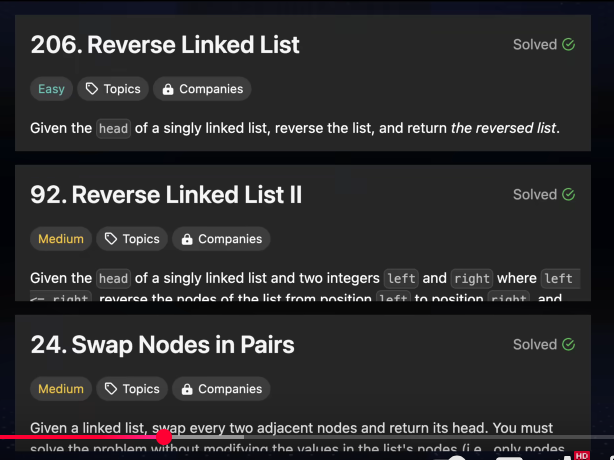 206. Reverse Linked List
Solved
Easy
Topics
Companies
Given the head of a singly linked list, reverse the list, and return the reversed list.
92. Reverse Linked List II
Solved
Medium
Topics
Companies
Given the head of a singly linked list and two integers left and right where left
<= right, reverse the nodes of the list from position left to position right, and
24. Swap Nodes in Pairs
Solved
Medium
Topics
Companies
Given a linked list, swap every two adjacent nodes and return its head. You must
solve the problem without modifying the values in the list's nodes (i.e., only nodes
HD